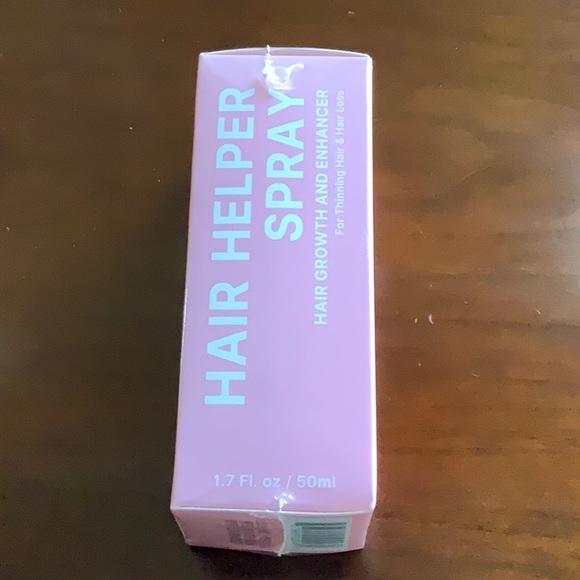 HAIR HELPER
SPRAY
HAIR GROWTH AND ENHANCER
For Thinning Hair & Hair Loss
1.7 Fl. oz / 50ml